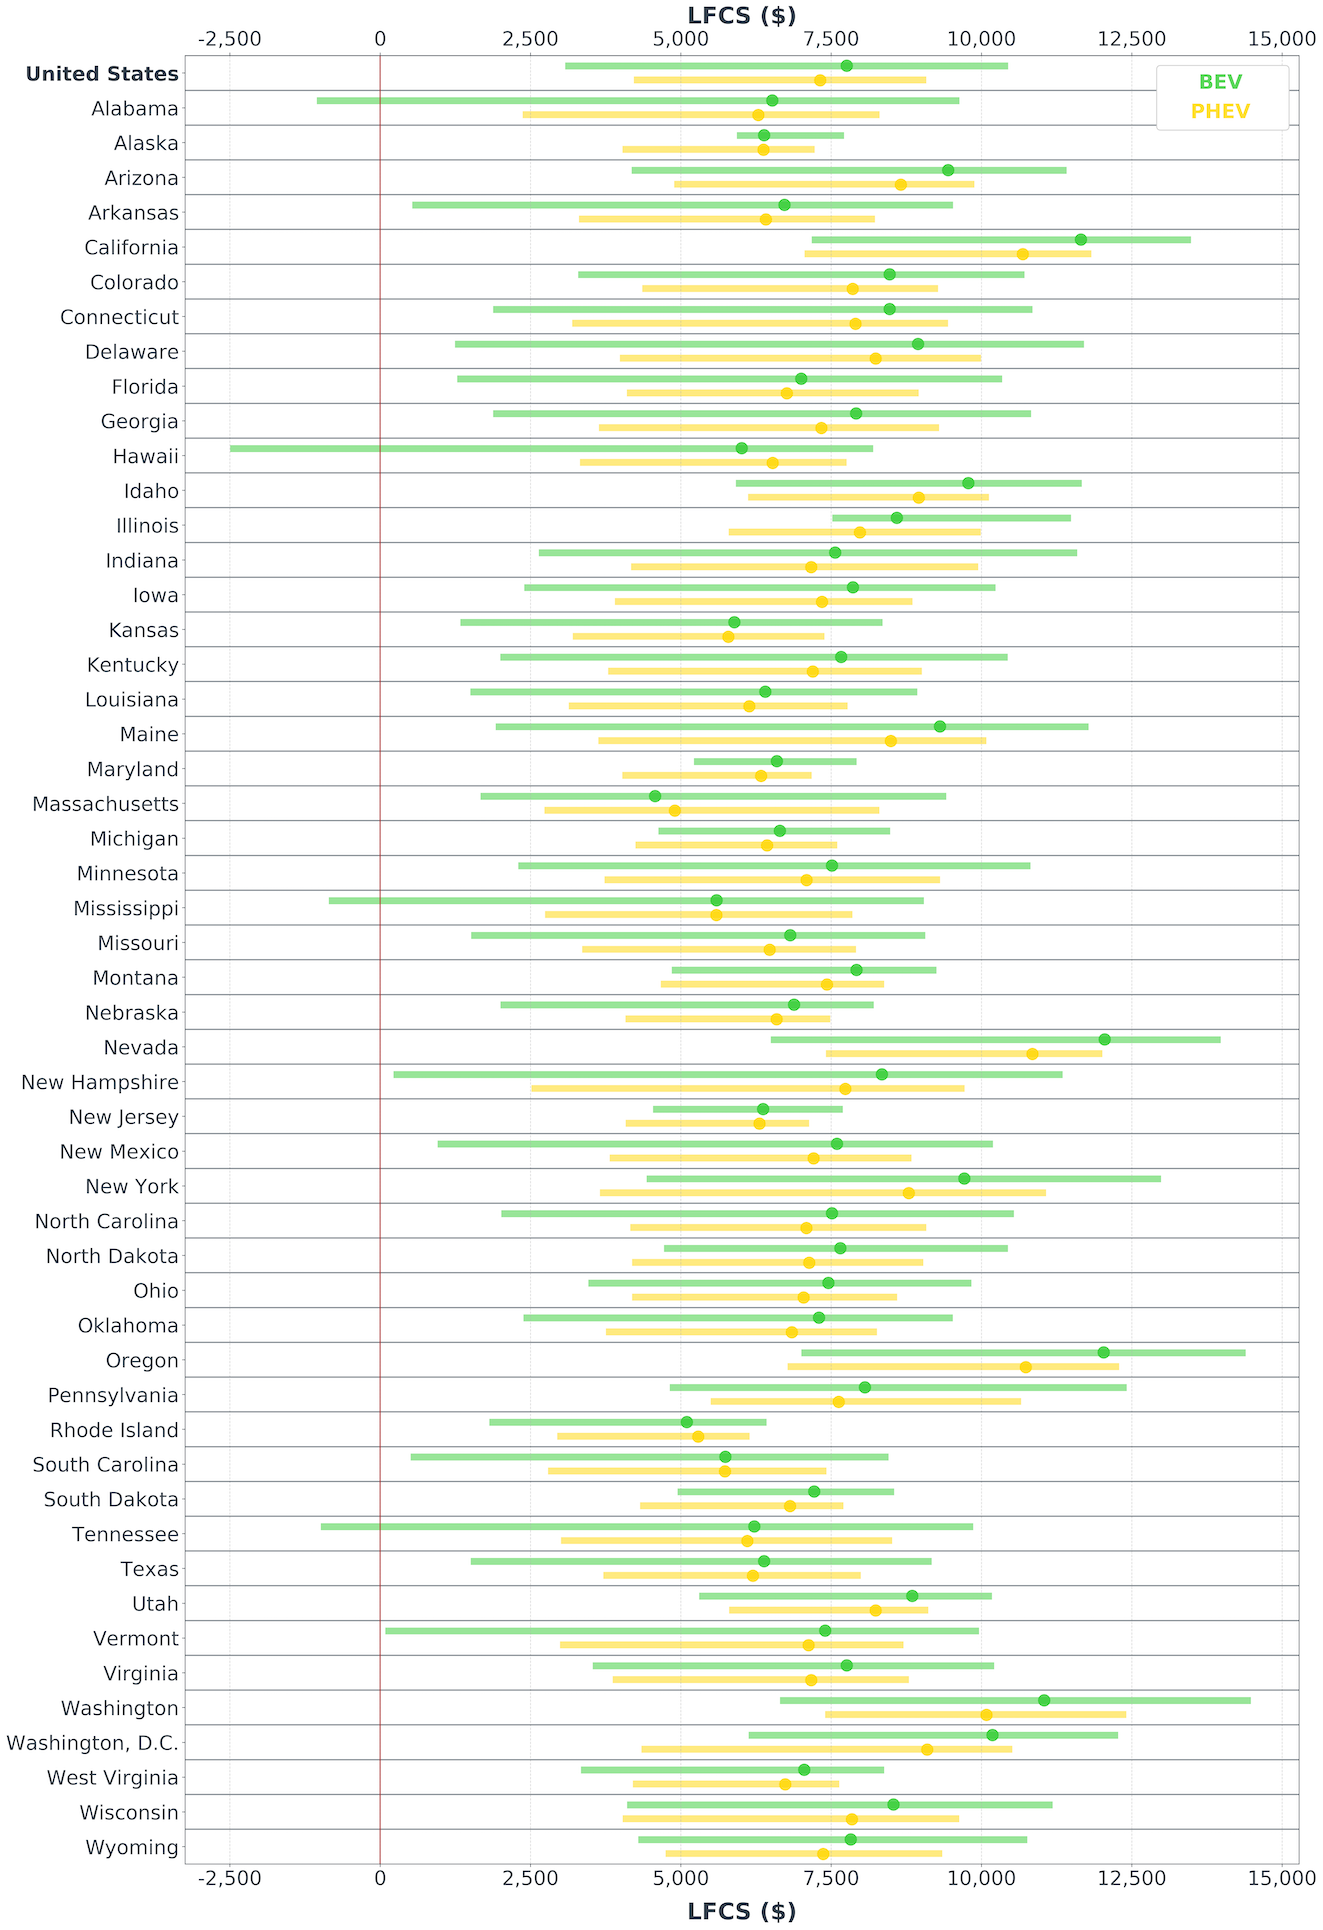 LFCS ($)
-2,500 0 2,500 5,000 7,500 10,000 12,500 15,000
United States
BEV
PHEV
Alabama
Alaska
Arizona
Arkansas
California
Colorado
Connecticut
Delaware
Florida
Georgia
Hawaii
Idaho
Illinois
Indiana
Iowa
Kansas
Kentucky
Louisiana
Maine
Maryland
Massachusetts
Michigan
Minnesota
Mississippi
Missouri
Montana
Nebraska
Nevada
New Hampshire
New Jersey
New Mexico
New York
North Carolina
North Dakota
Ohio
Oklahoma
Oregon
Pennsylvania
Rhode Island
South Carolina
South Dakota
Tennessee
Texas
Utah
Vermont
Virginia
Washington
Washington, D.C.
West Virginia
Wisconsin
Wyoming
-2,500 0 2,500 5,000 7,500 10,000 12,500 15,000
LFCS ($)